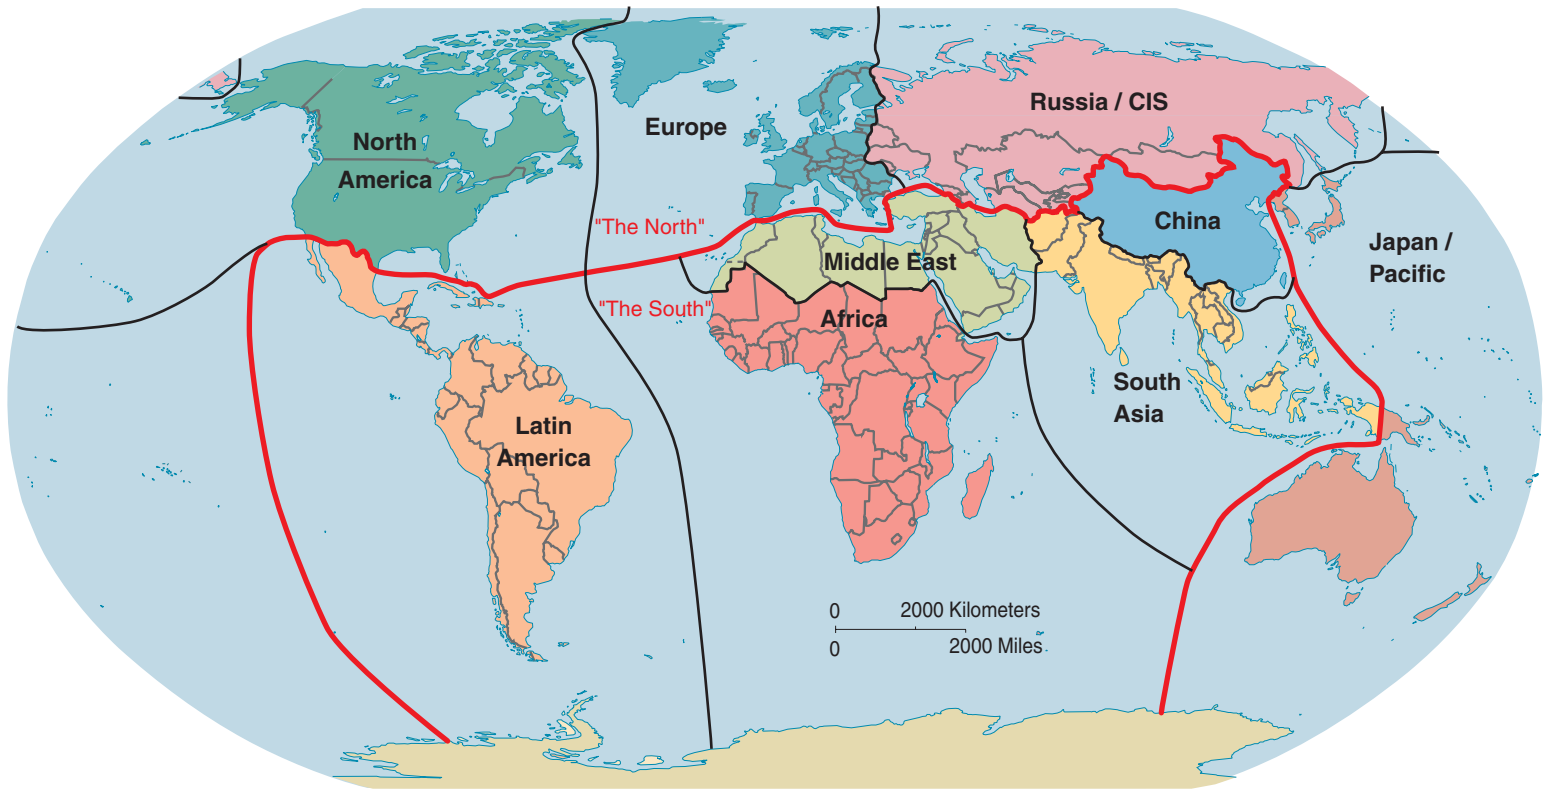 Russia / CIS
Europe
North
America
China
"The North"
Japan /
Pacific
Middle East
"The South"
Africa
South
Asia
Latin
America
0 2000 Kilometers
0 2000 Miles